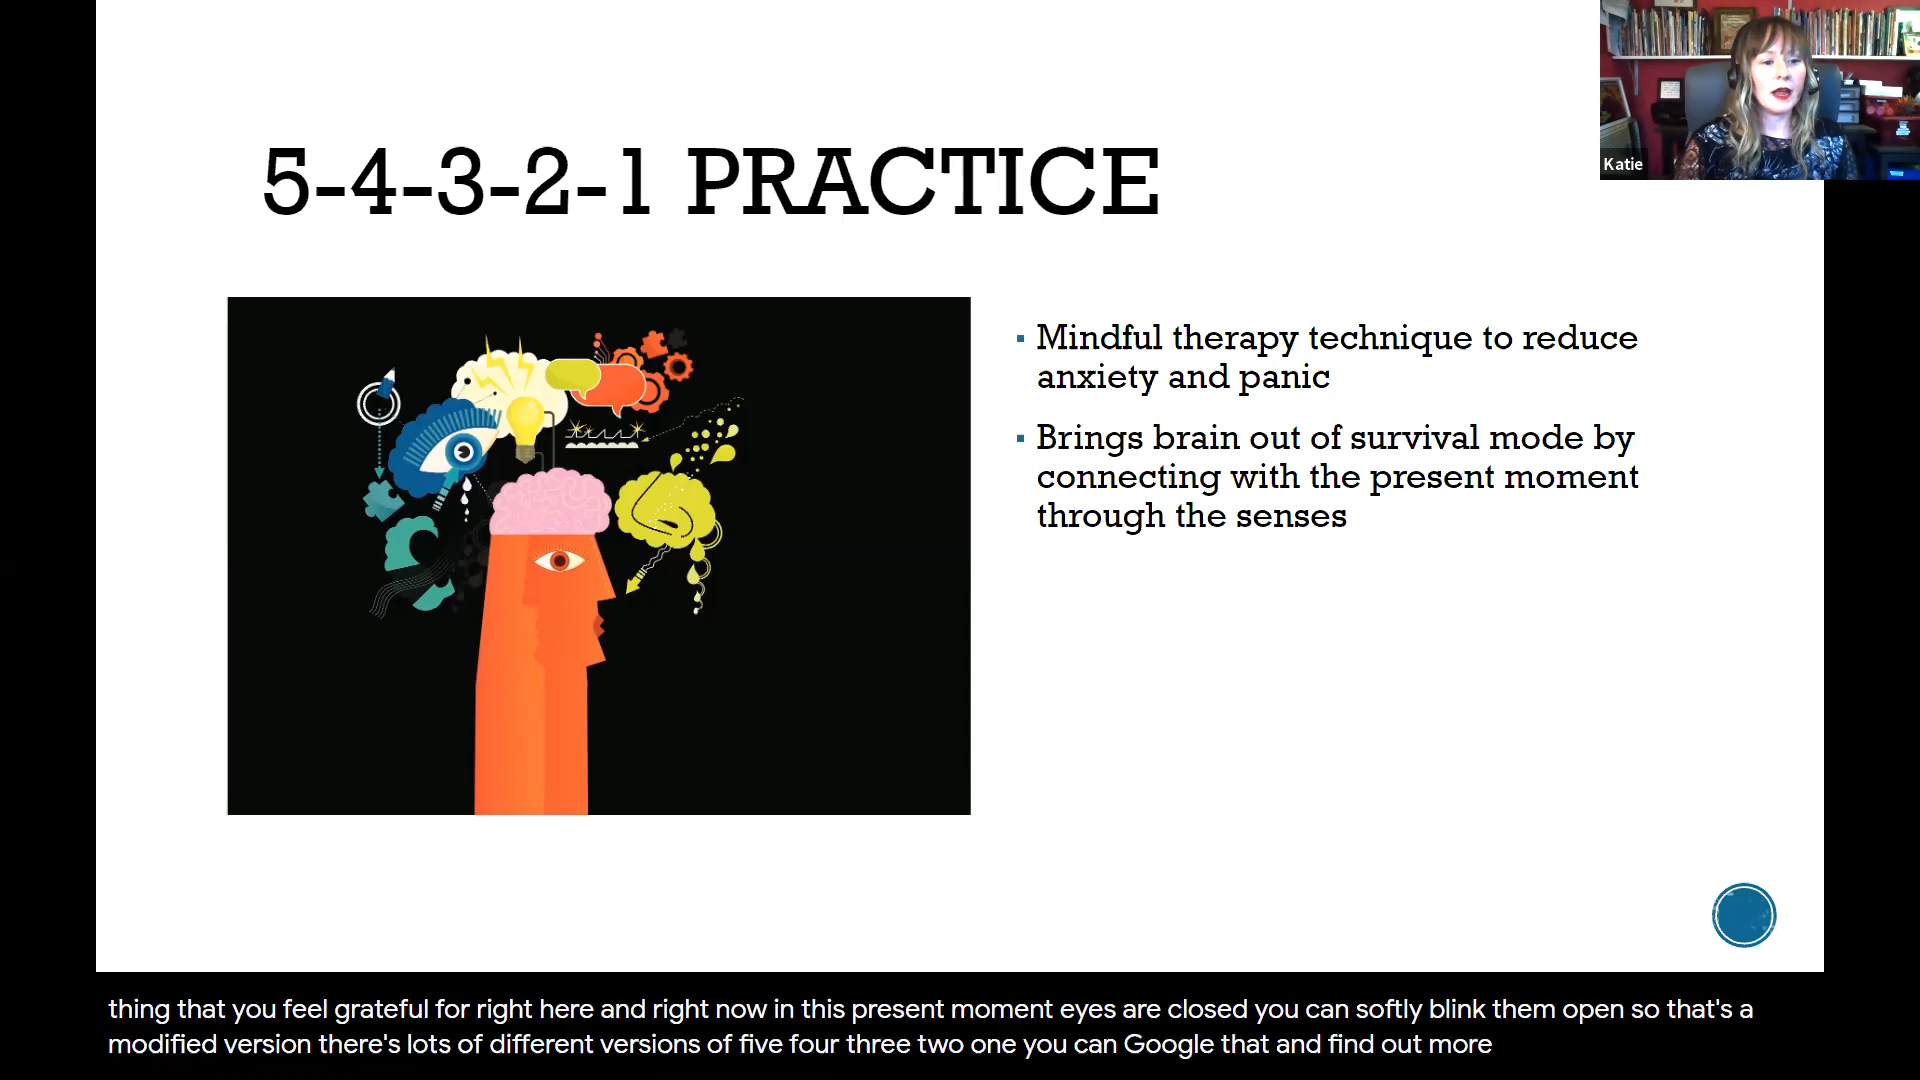 5-4-3-2-1 PRACTICE
Katie
Mindful therapy technique to reduce
anxiety and panic
Brings brain out of survival mode by
connecting with the present moment
through the senses
thing that you feel grateful for right here and right now in this present moment eyes are closed you can softly blink them open so that's a
modified version there's lots of different versions of five four three two one you can Google that and find out more